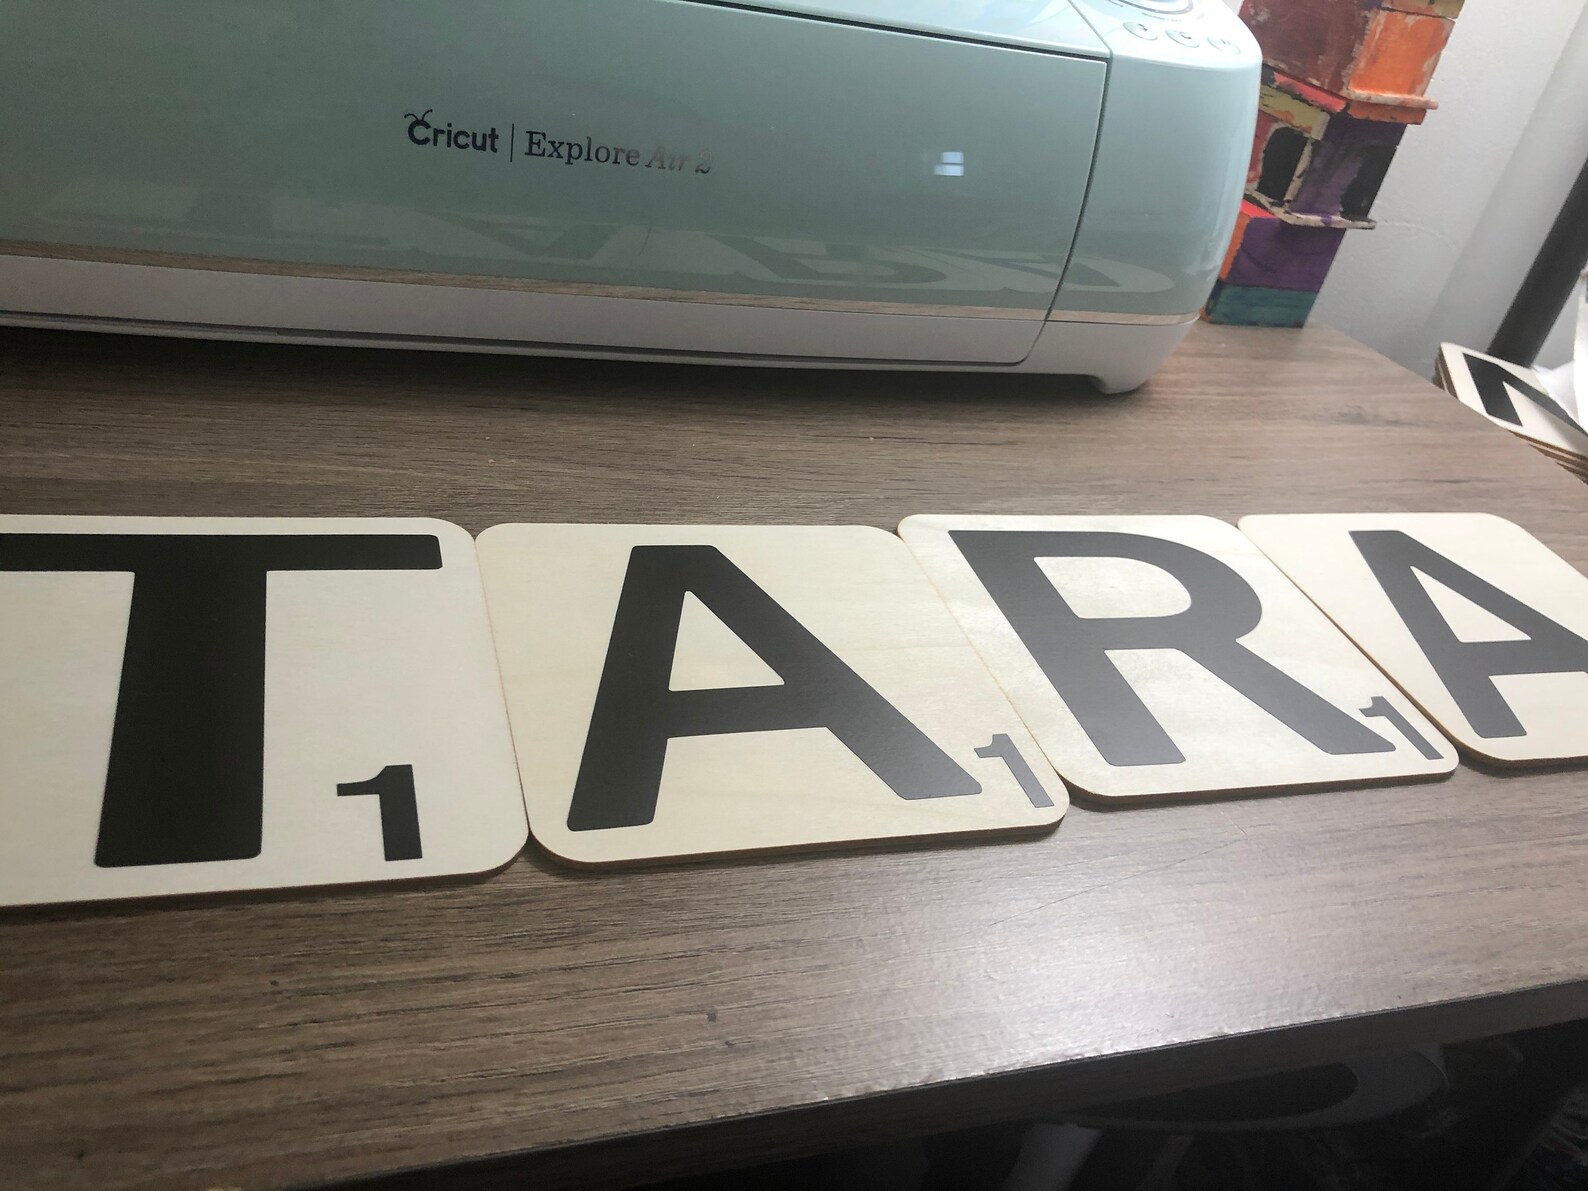 Cricut | Explore Air 2
T1 A1 R1 A